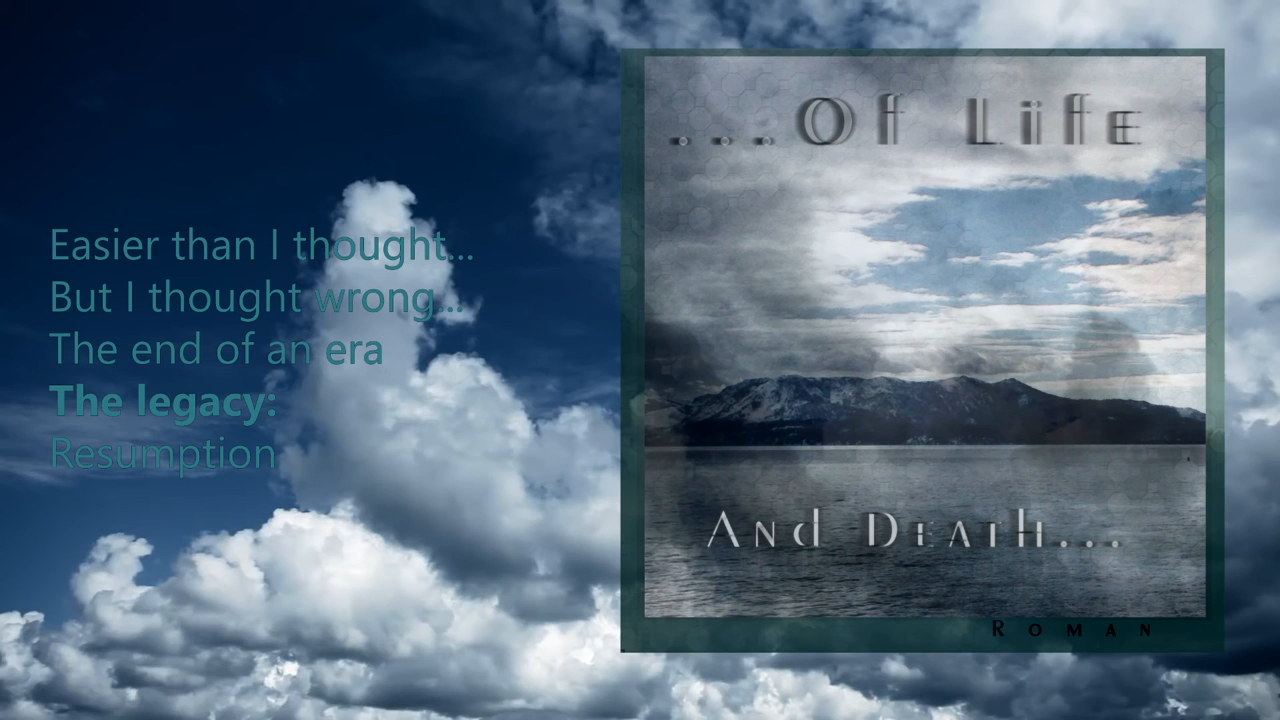 Easier than I thought...
But I thought wrong...
The end of an era
The legacy:
Resumption
...Of Life
And Death...
Roman